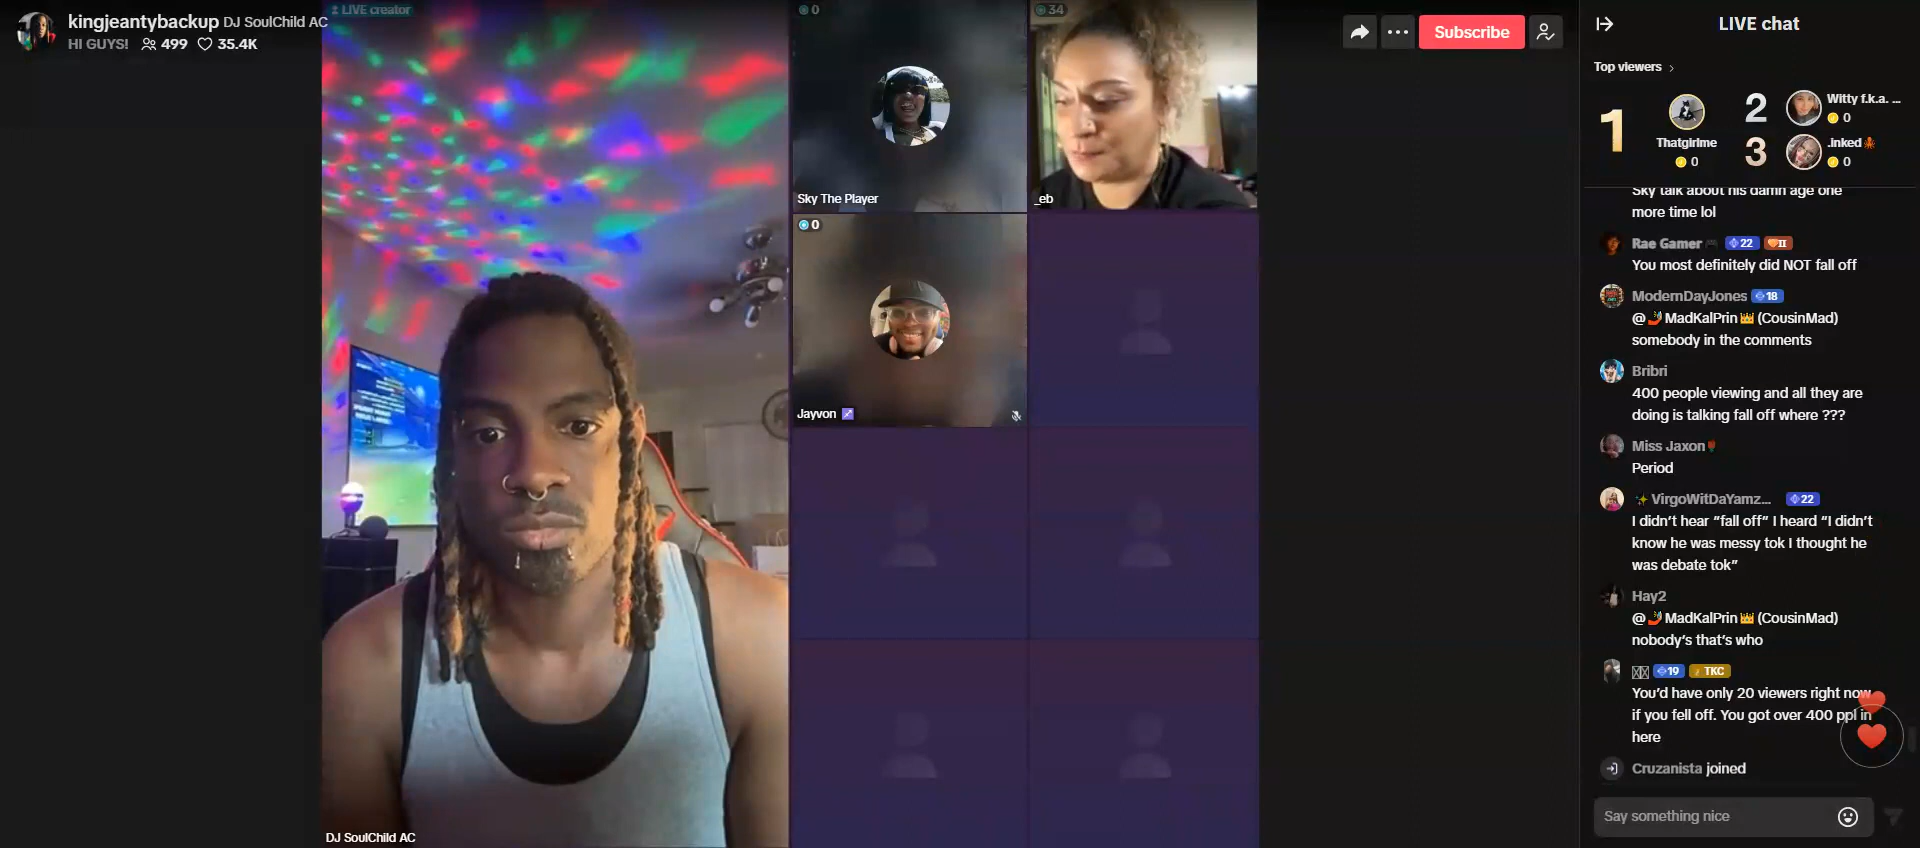 kingjeantybackup DJ SoulChild AC
HI GUYS! 499 35.4K
LIVE creator
0
34
Subscribe
Sky The Player
_eb
0
Jayvon
DJ SoulChild AC
LIVE chat
Top viewers
1
Thatgirlme
0
2
Witty f.k.a. ...
0
3
.inked
0
Sky talk about his damn age one
more time lol
Rae Gamer 22 II
You most definitely did NOT fall off
ModernDayJones 18
@ MadKalPrin (CousinMad)
somebody in the comments
Bribri
400 people viewing and all they are
doing is talking fall off where ???
Miss Jaxon
Period
VirgoWitDaYamz... 22
I didn’t hear “fall off” I heard “I didn’t
know he was messy tok I thought he
was debate tok”
Hay2
@ MadKalPrin (CousinMad)
nobody’s that’s who
19 TKC
You’d have only 20 viewers right now
if you fell off. You got over 400 ppl in
here
Cruzanista joined
Say something nice